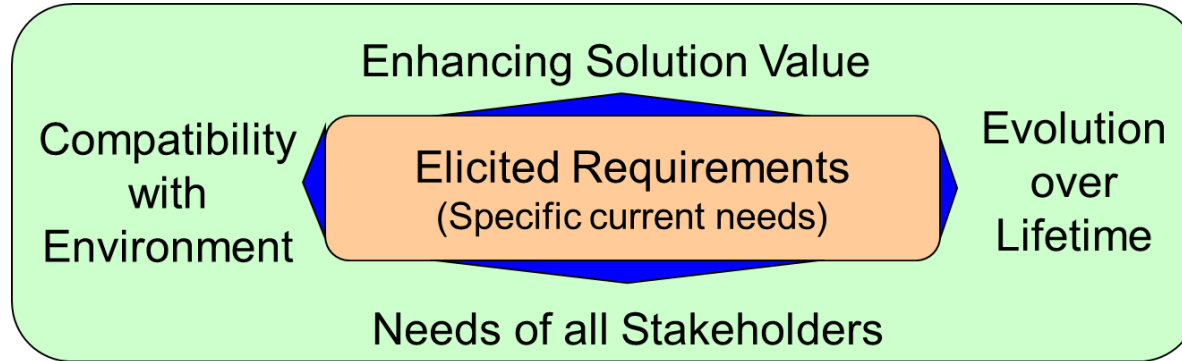 Enhancing Solution Value
Compatibility
with
Environment
Elicited Requirements
(Specific current needs)
Evolution
over
Lifetime
Needs of all Stakeholders